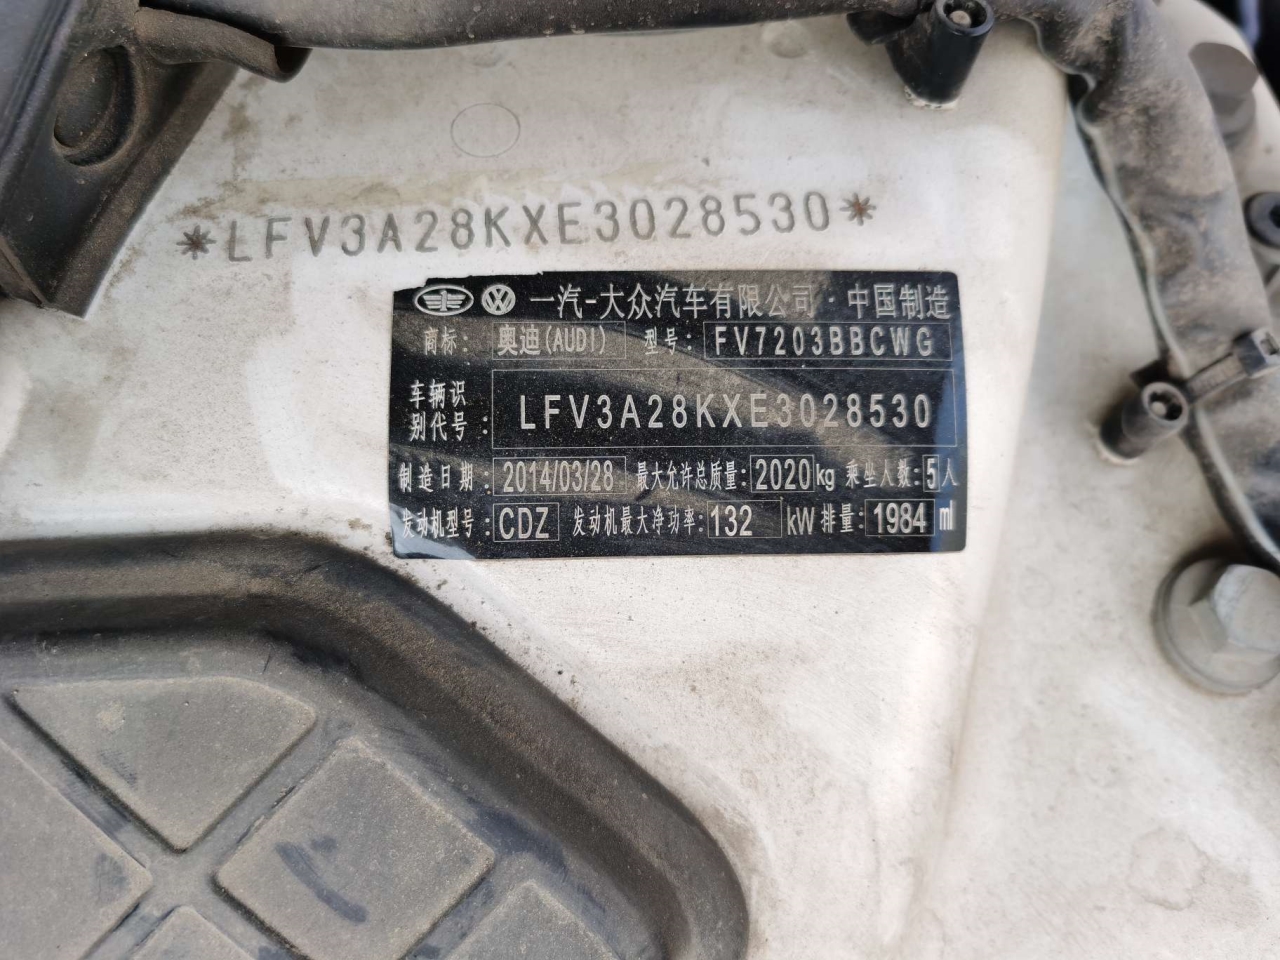 *LFV3A28KXE3028530*
一汽-大众汽车有限公司·中国制造
商标: 奥迪(AUDI) 型号: FV7203BBCWG
车辆识别代号: LFV3A28KXE3028530
制造日期: 2014/03/28 最大允许总质量: 2020kg 乘坐人数: 5人
发动机型号: CDZ 发动机最大净功率: 132 kW 排量: 1984 ml